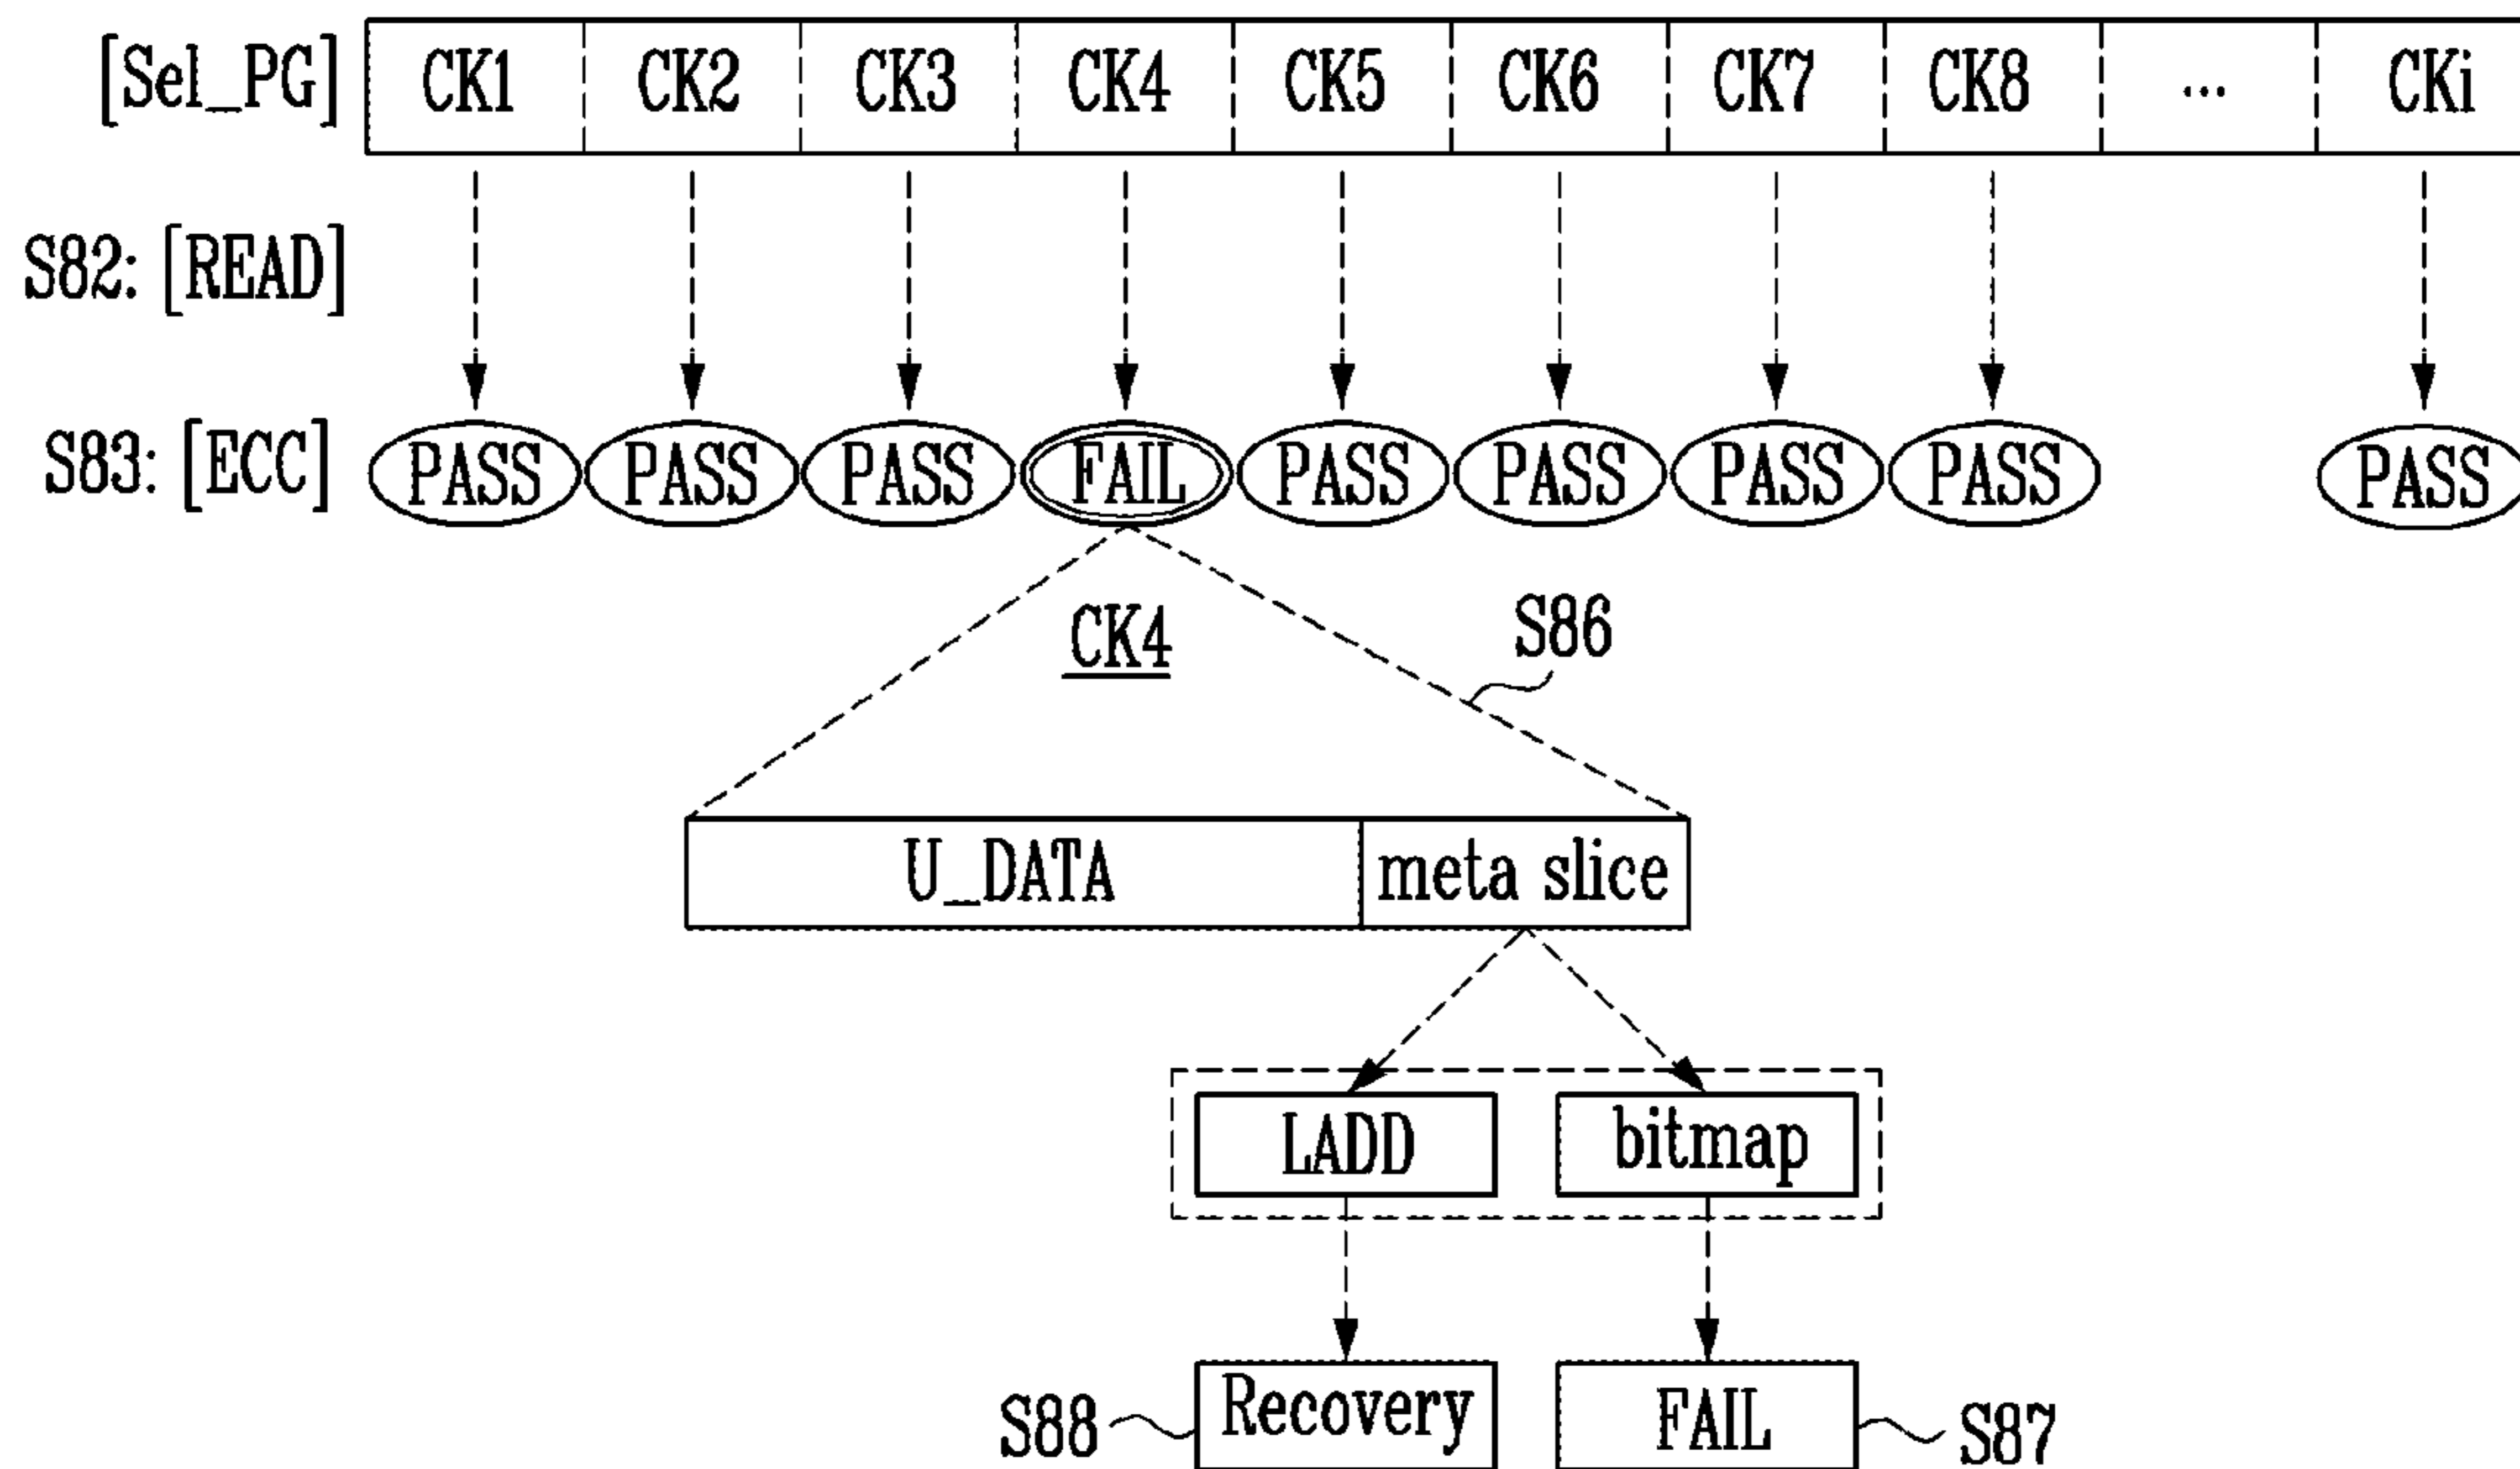 [Sel_PG] CK1 CK2 CK3 CK4 CK5 CK6 CK7 CK8 ... CKi
S82: [READ]
S83: [ECC] PASS PASS PASS FAIL PASS PASS PASS PASS PASS
CK4 S86
U_DATA meta slice
LADD bitmap
S88 Recovery FAIL S87